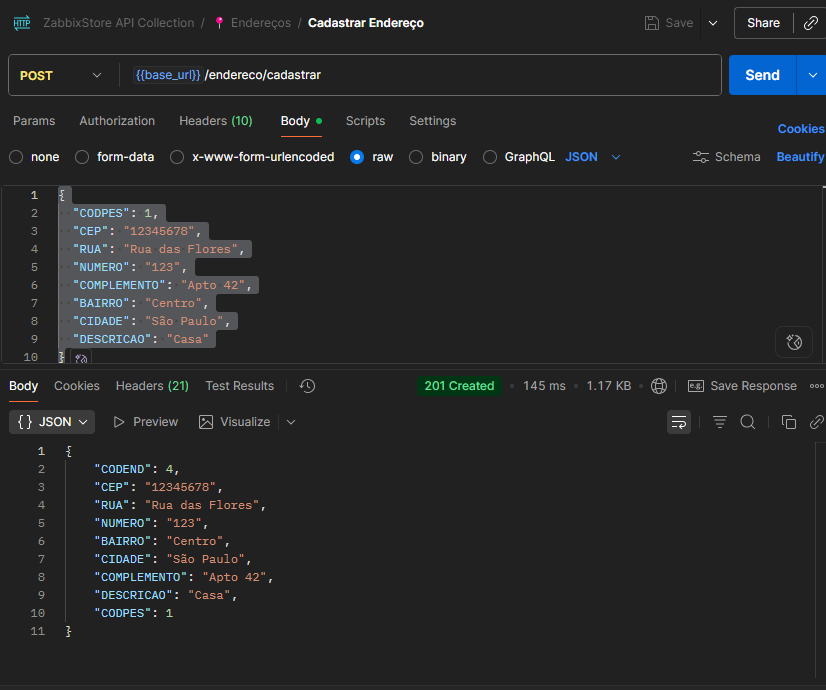 HTTP ZabbixStore API Collection / Endereços / Cadastrar Endereço Save Share
POST {{base_url}} /endereco/cadastrar Send
Params Authorization Headers (10) Body Scripts Settings Cookies
none form-data x-www-form-urlencoded raw binary GraphQL JSON Schema Beautify
1 {
2 "CODPES": 1,
3 "CEP": "12345678",
4 "RUA": "Rua das Flores",
5 "NUMERO": "123",
6 "COMPLEMENTO": "Apto 42",
7 "BAIRRO": "Centro",
8 "CIDADE": "São Paulo",
9 "DESCRICAO": "Casa"
10 }
Body Cookies Headers (21) Test Results 201 Created 145 ms 1.17 KB e.g. Save Response
{} JSON Preview Visualize
1 {
2 "CODEND": 4,
3 "CEP": "12345678",
4 "RUA": "Rua das Flores",
5 "NUMERO": "123",
6 "BAIRRO": "Centro",
7 "CIDADE": "São Paulo",
8 "COMPLEMENTO": "Apto 42",
9 "DESCRICAO": "Casa",
10 "CODPES": 1
11 }